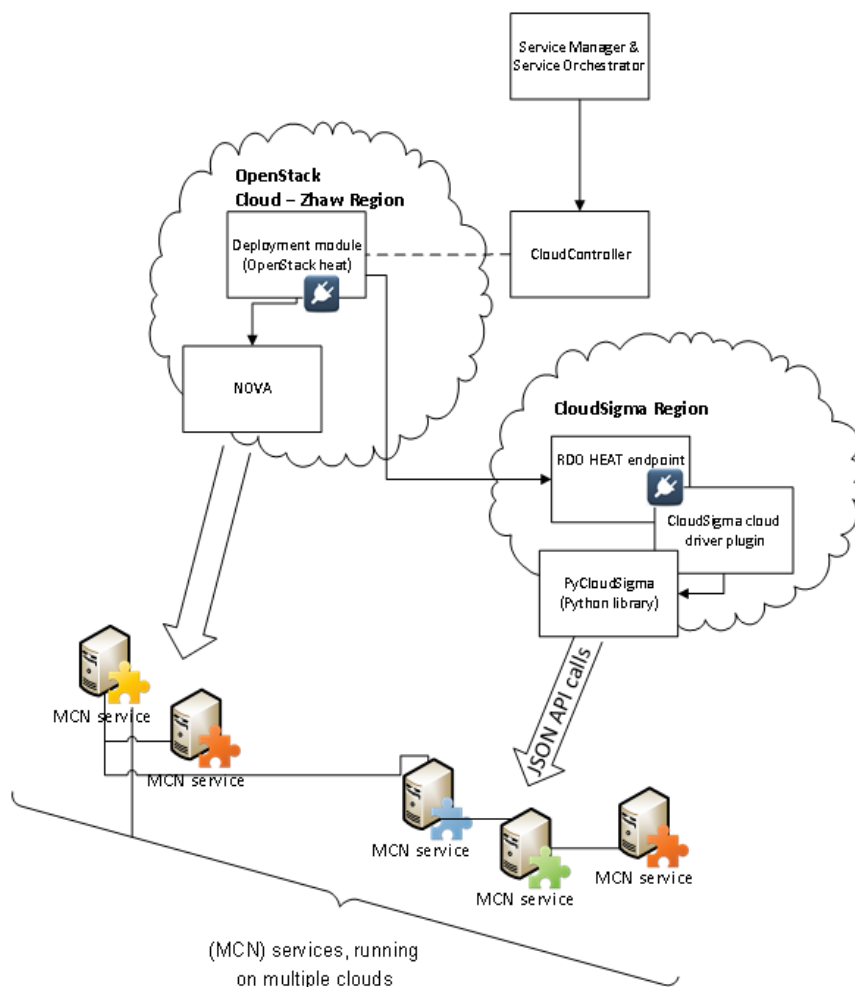 Service Manager &
Service Orchestrator
OpenStack
Cloud – Zhaw Region
Deployment module
(OpenStack heat)
CloudController
NOVA
CloudSigma Region
RDO HEAT endpoint
CloudSigma cloud
driver plugin
PyCloudSigma
(Python library)
JSON API calls
MCN service
MCN service
MCN service
MCN service
MCN service
(MCN) services, running
on multiple clouds